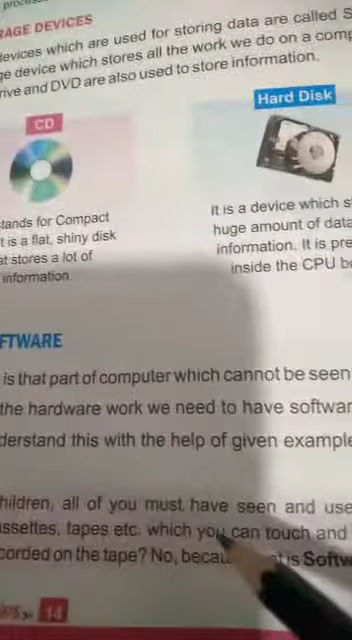 RAGE DEVICES
devices which are used for storing data are called S
ge device which stores all the work we do on a comp
rive and DVD are also used to store information.
CD
Hard Disk
tands for Compact
t is a flat, shiny disk
at stores a lot of
information.
It is a device which s
huge amount of data
information. It is pre
inside the CPU b
FTWARE
is that part of computer which cannot be seen
the hardware work we need to have softwar
derstand this with the help of given example
hildren, all of you must have seen and use
assettes, tapes etc. which you can touch and
corded on the tape? No, becau is Softw
14